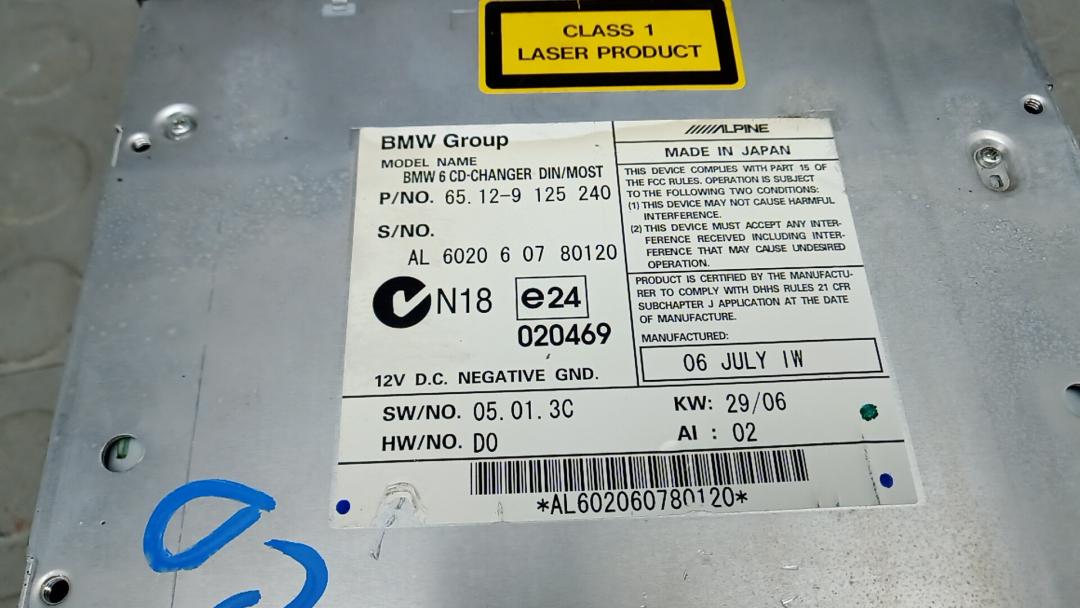 CLASS 1
LASER PRODUCT
BMW Group
MODEL NAME
BMW 6 CD-CHANGER DIN/MOST
P/NO. 65.12-9 125 240
S/NO.
AL 6020 6 07 80120
N18 e24
020469
12V D.C. NEGATIVE GND.
ALPINE
MADE IN JAPAN
THIS DEVICE COMPLIES WITH PART 15 OF
THE FCC RULES. OPERATION IS SUBJECT
TO THE FOLLOWING TWO CONDITIONS:
(1) THIS DEVICE MAY NOT CAUSE HARMFUL
INTERFERENCE.
(2) THIS DEVICE MUST ACCEPT ANY INTER-
FERENCE RECEIVED INCLUDING INTER-
FERENCE THAT MAY CAUSE UNDESIRED
OPERATION.
PRODUCT IS CERTIFIED BY THE MANUFACTU-
RER TO COMPLY WITH DHHS RULES 21 CFR
SUBCHAPTER J APPLICATION AT THE DATE
OF MANUFACTURE.
MANUFACTURED:
06 JULY IW
SW/NO. 05.01.3C KW: 29/06
HW/NO. D0 AI : 02
*AL602060780120*